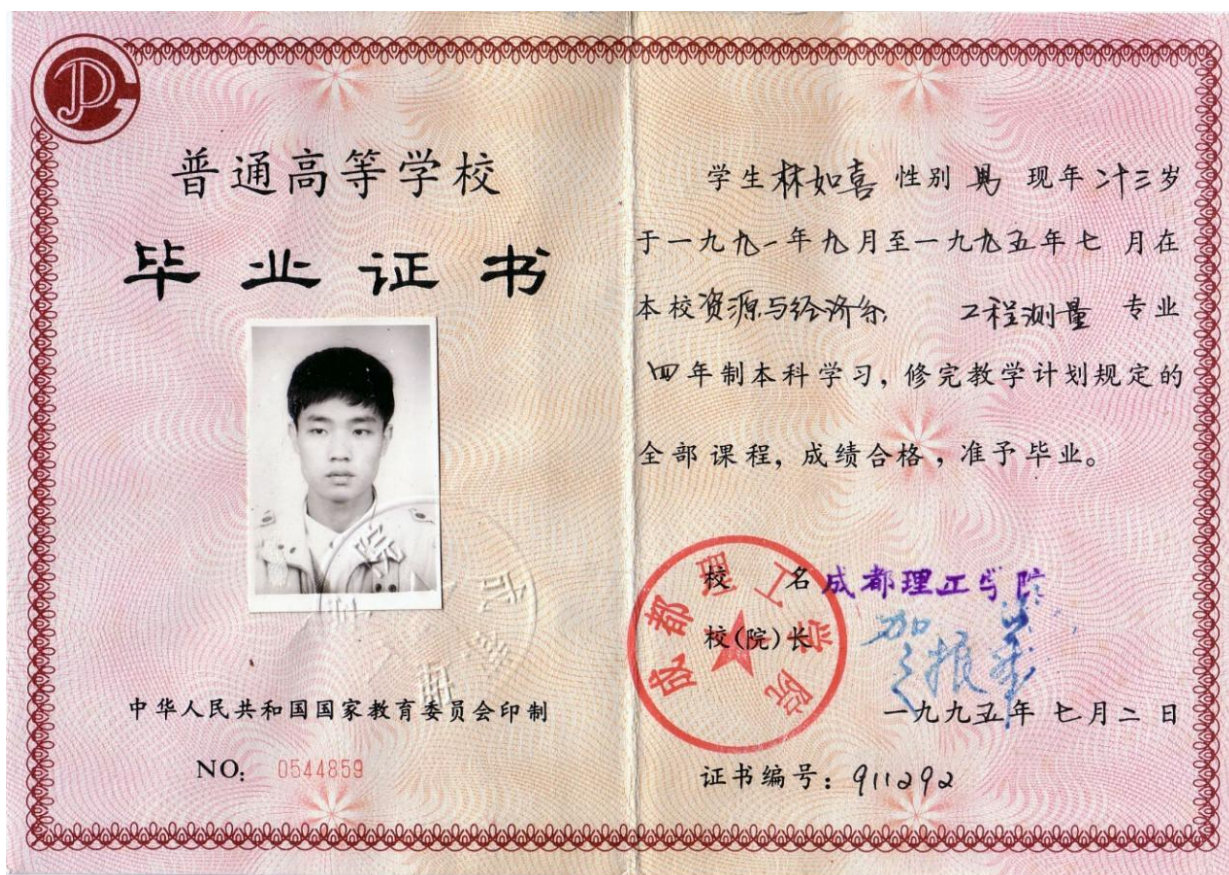 普通高等学校
毕业证书
中华人民共和国国家教育委员会印制
NO: 0544859
学生林如喜 性别 男 现年 廿三岁
于一九九一年九月至一九九五年七 月在
本校资源与经济系 工程测量 专业
四年制本科学习,修完教学计划规定的
全部课程,成绩合格,准予毕业。
校 名 成都理工学院
校(院)长
成都理工学院
一九九五年 七月二 日
证书编号:911292